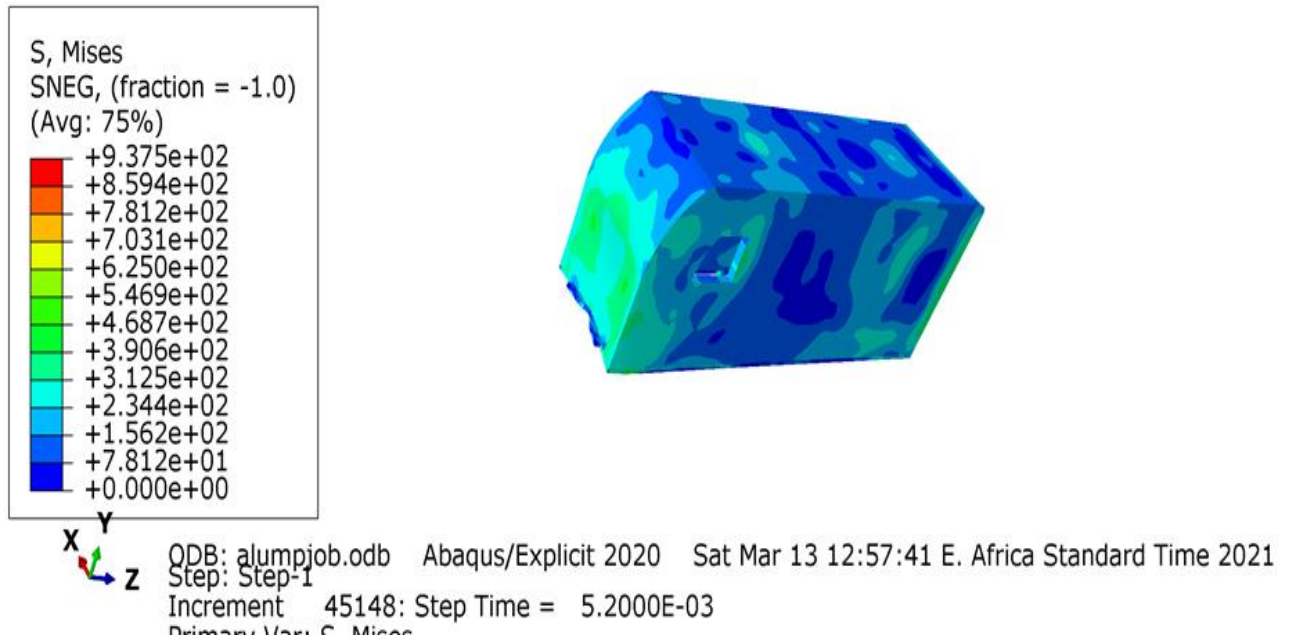 S, Mises
SNEG, (fraction = -1.0)
(Avg: 75%)
+9.375e+02
+8.594e+02
+7.812e+02
+7.031e+02
+6.250e+02
+5.469e+02
+4.687e+02
+3.906e+02
+3.125e+02
+2.344e+02
+1.562e+02
+7.812e+01
+0.000e+00
Y
X
Z
ODB: alumpjob.odb Abaqus/Explicit 2020 Sat Mar 13 12:57:41 E. Africa Standard Time 2021
Step: Step-1
Increment 45148: Step Time = 5.2000E-03
Primary Var: S, Mises